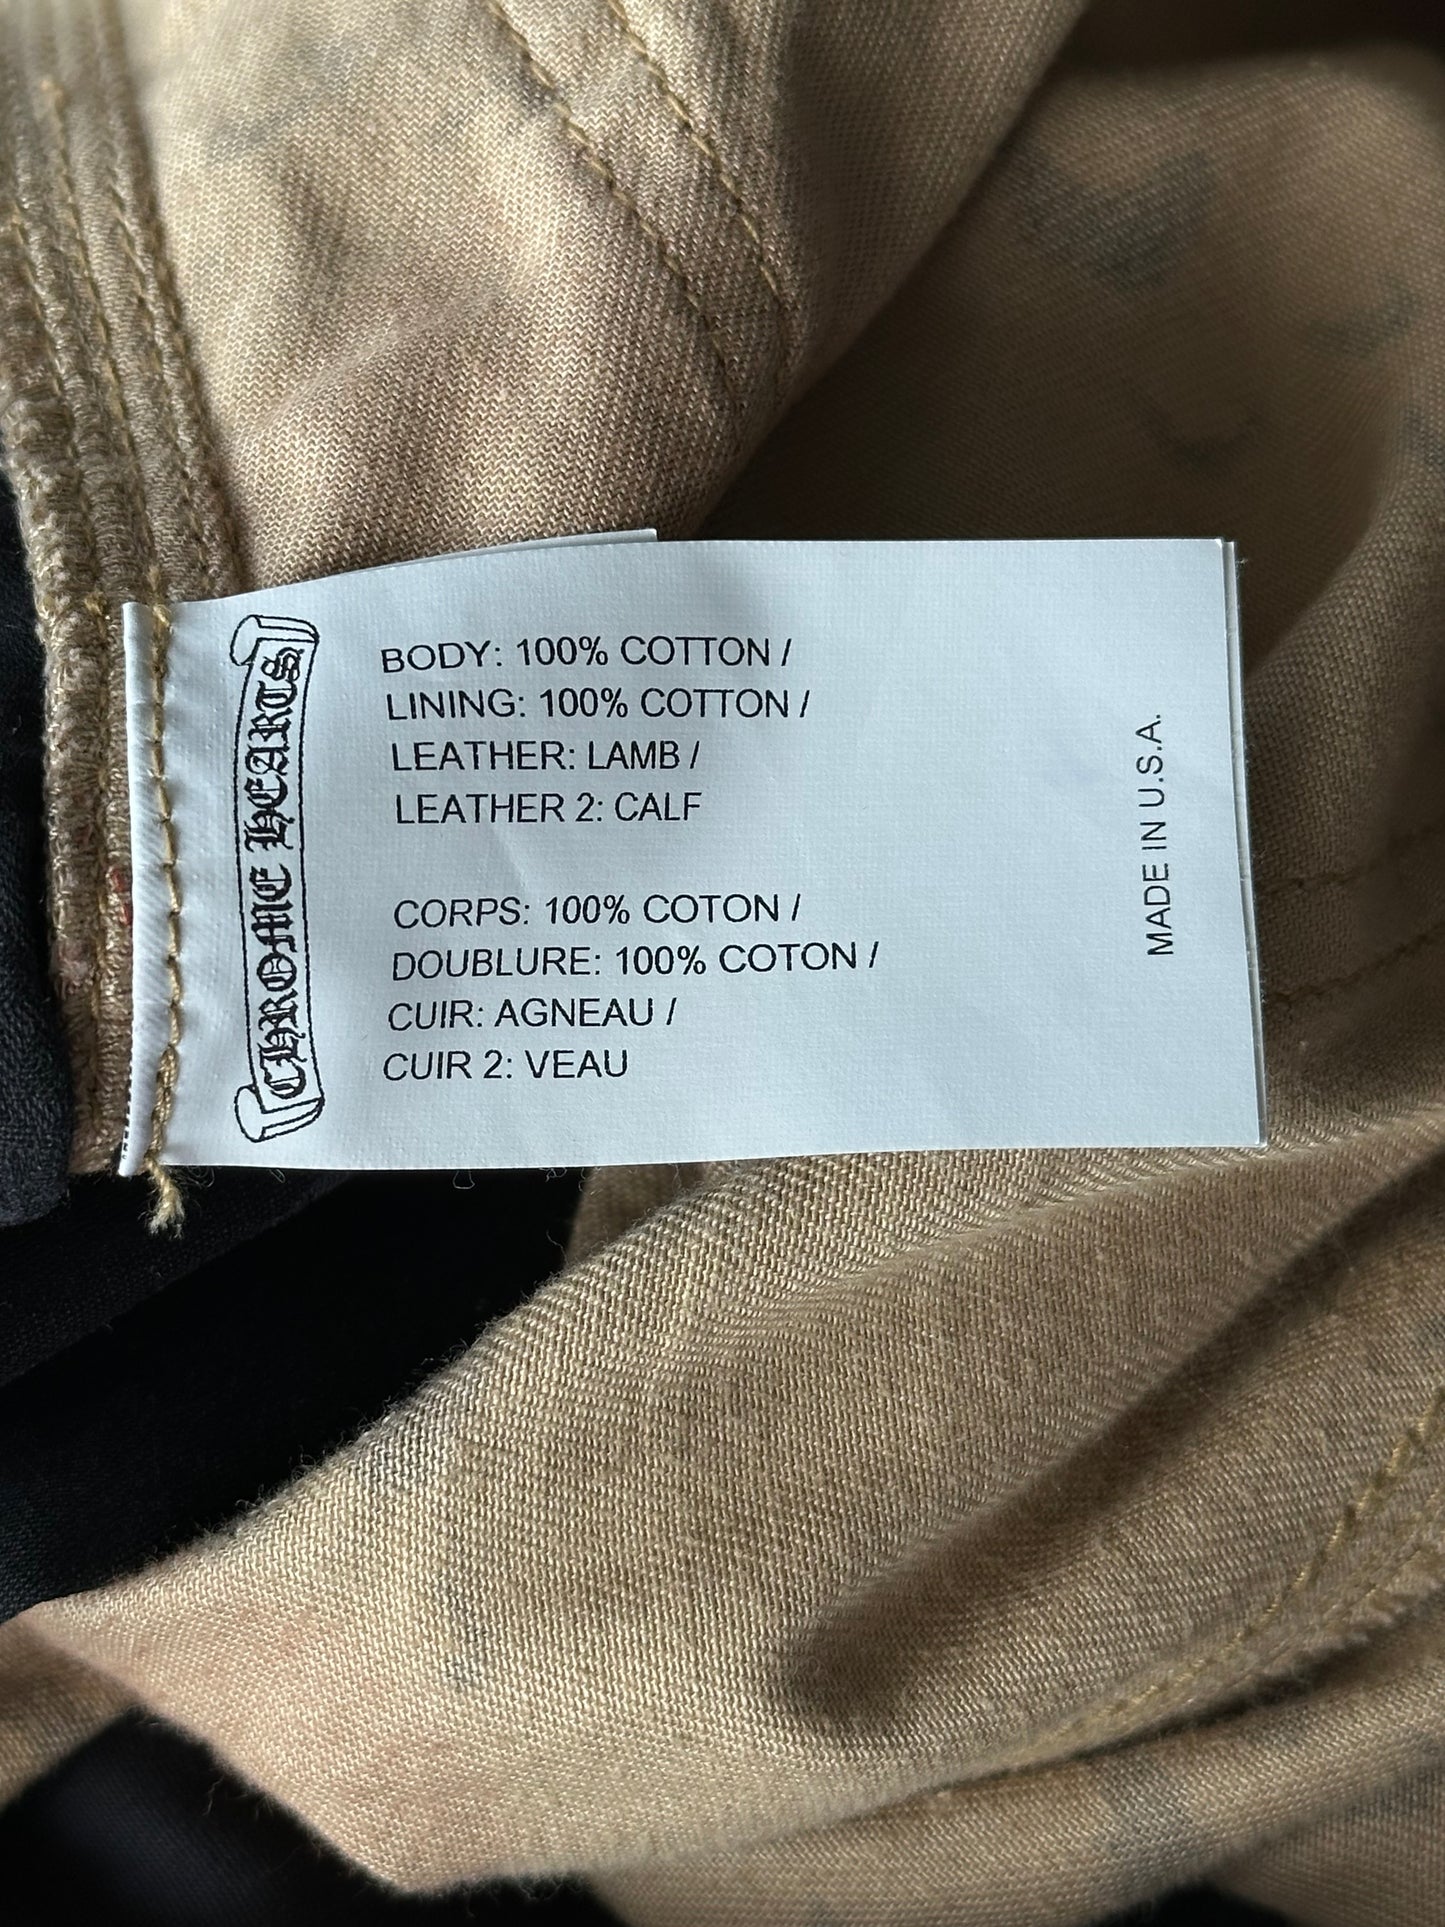 CHROME HEARTS
BODY: 100% COTTON /
LINING: 100% COTTON /
LEATHER: LAMB /
LEATHER 2: CALF
CORPS: 100% COTON /
DOUBLURE: 100% COTON /
CUIR: AGNEAU /
CUIR 2: VEAU
MADE IN U.S.A.